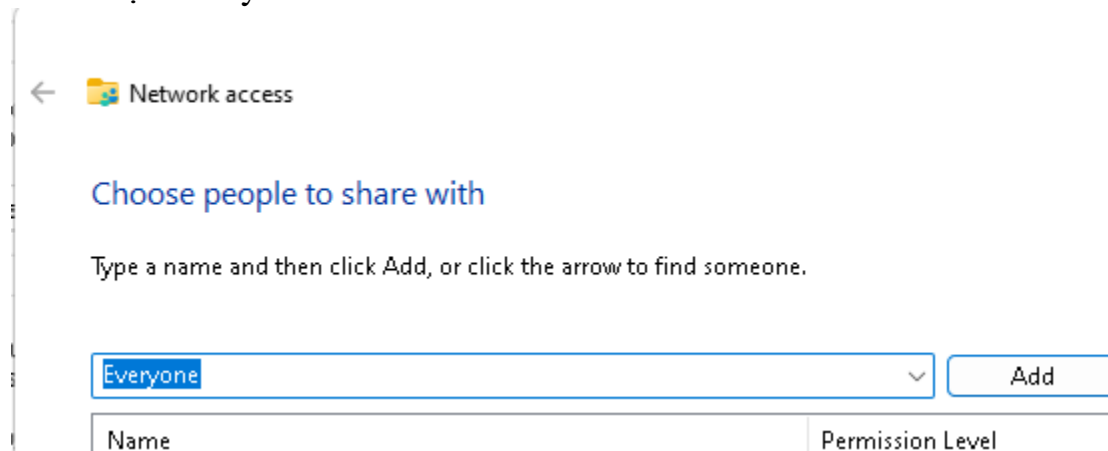 Network access
Choose people to share with
Type a name and then click Add, or click the arrow to find someone.
Everyone
Add
Name
Permission Level